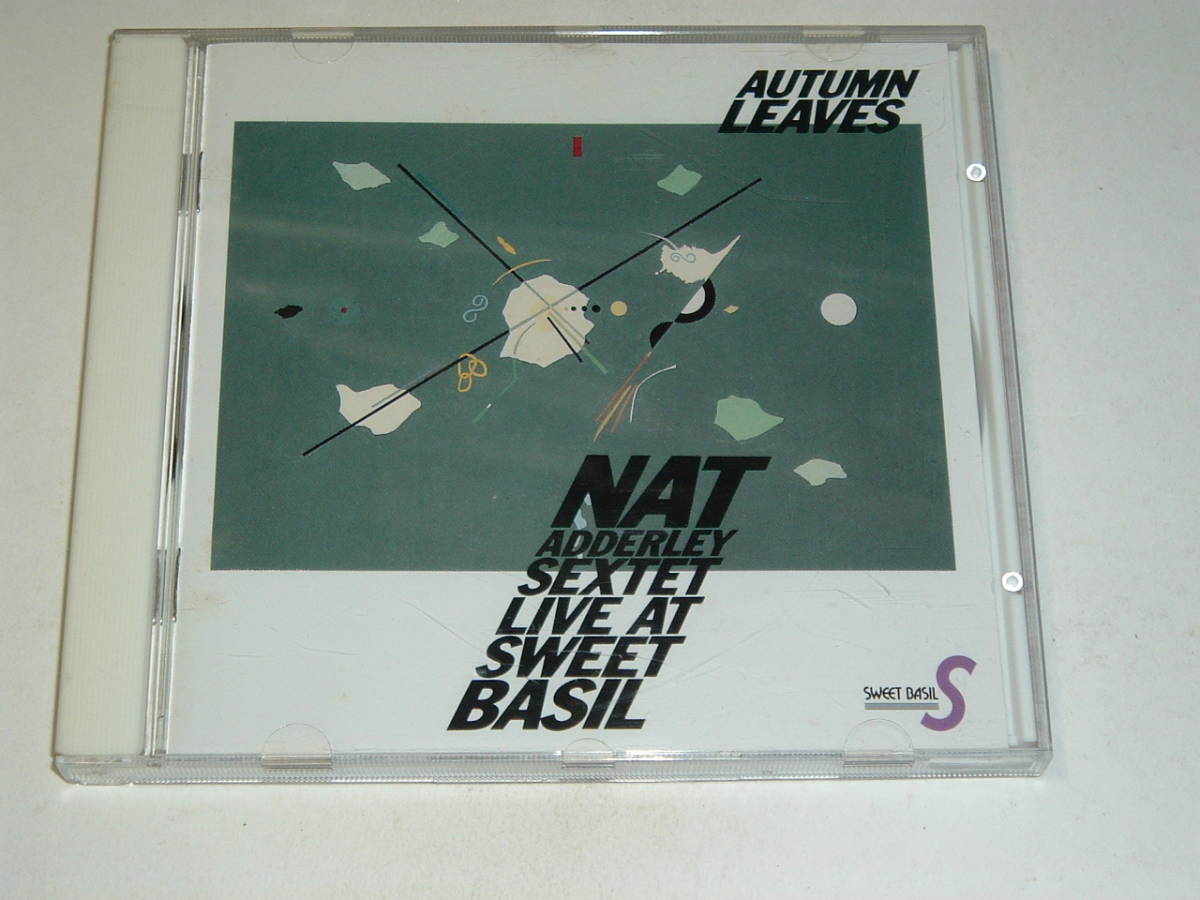 AUTUMN
LEAVES
NAT
ADDERLEY
SEXTET
LIVE AT
SWEET
BASIL
SWEET BASIL S